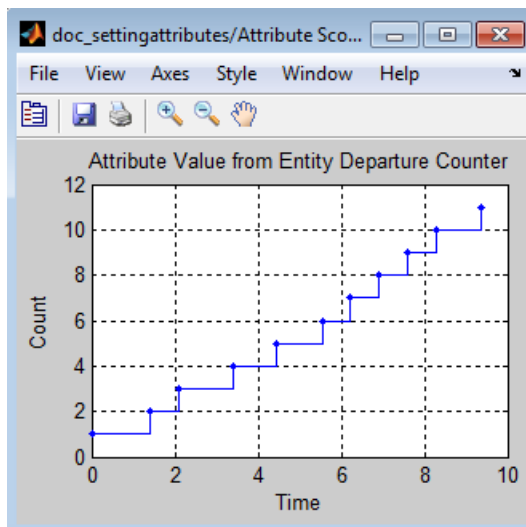 doc_settingattributes/Attribute Sco...
File View Axes Style Window Help
Attribute Value from Entity Departure Counter
12
10
8
6
4
2
0
Count
0 2 4 6 8 10
Time